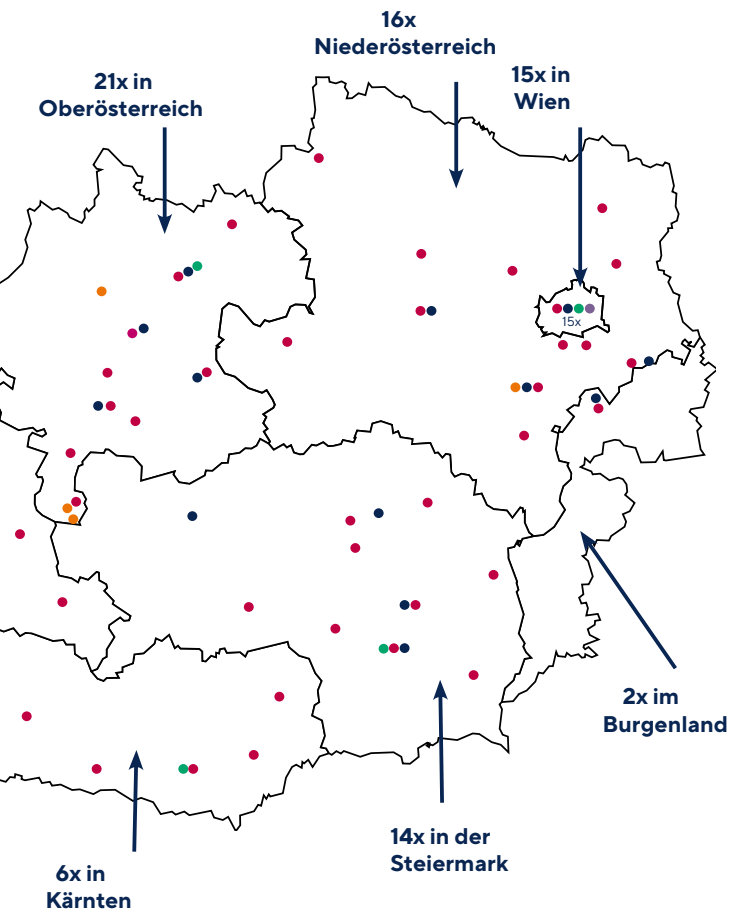 16x
Niederösterreich
21x in
Oberösterreich
15x in
Wien
15x
2x im
Burgenland
14x in der
Steiermark
6x in
Kärnten